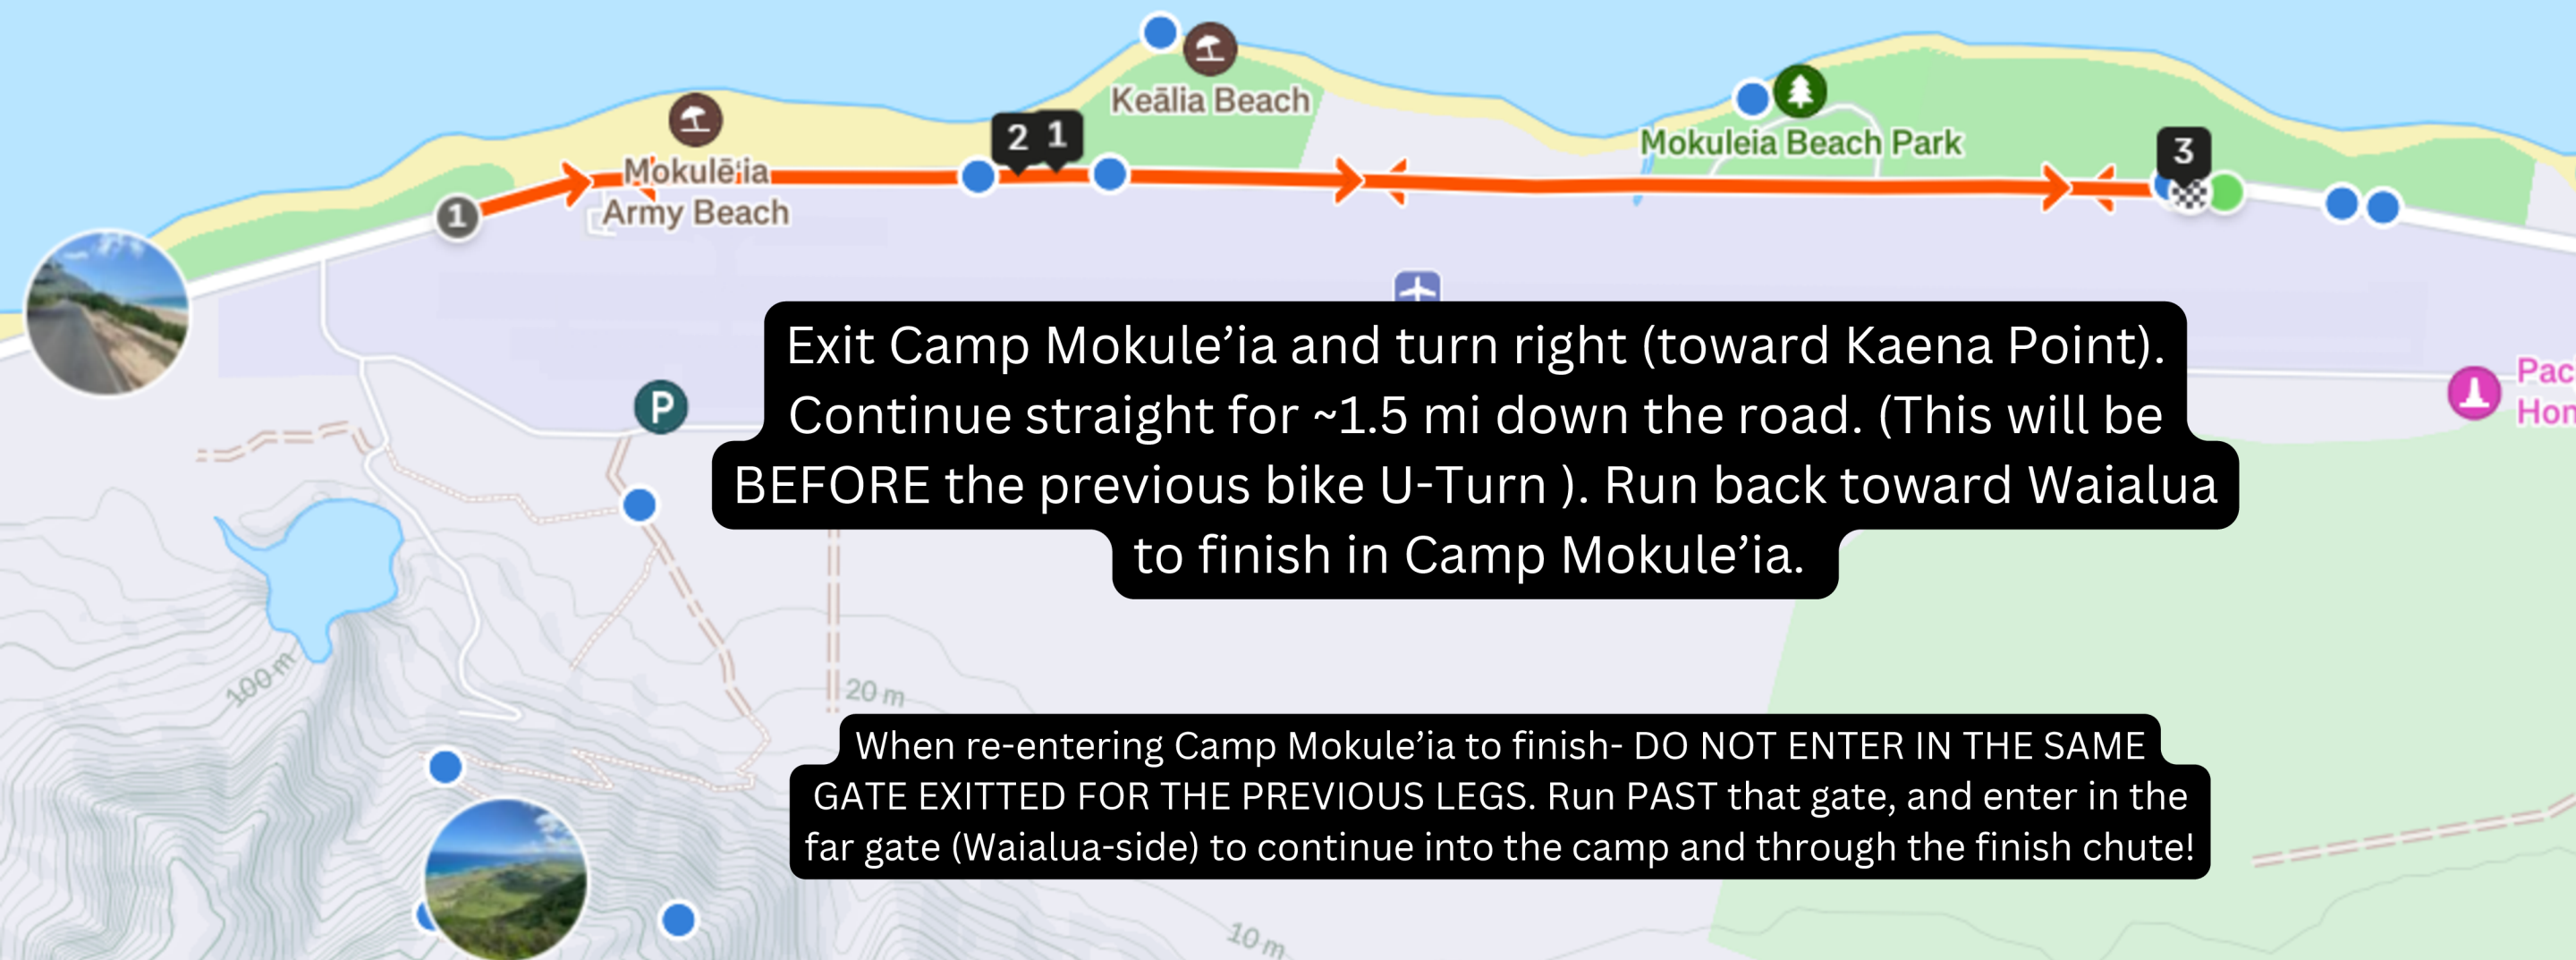 Keālia Beach
2
1
Mokuleia Beach Park
3
Mokulē‘ia
Army Beach
1
Exit Camp Mokule’ia and turn right (toward Kaena Point).
Continue straight for ~1.5 mi down the road. (This will be
BEFORE the previous bike U-Turn ). Run back toward Waialua
to finish in Camp Mokule’ia.
P
Pac
Hon
100 m
20 m
When re-entering Camp Mokule’ia to finish- DO NOT ENTER IN THE SAME
GATE EXITTED FOR THE PREVIOUS LEGS. Run PAST that gate, and enter in the
far gate (Waialua-side) to continue into the camp and through the finish chute!
10 m